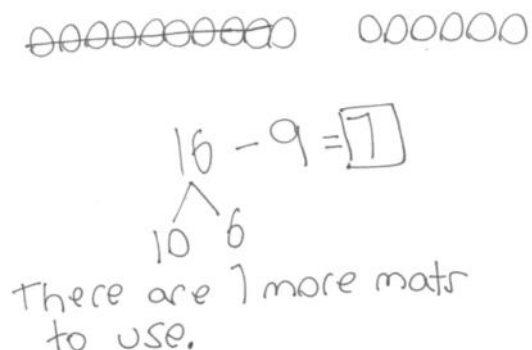 16 - 9 = 7
10 6
There are 7 more mats
to use.